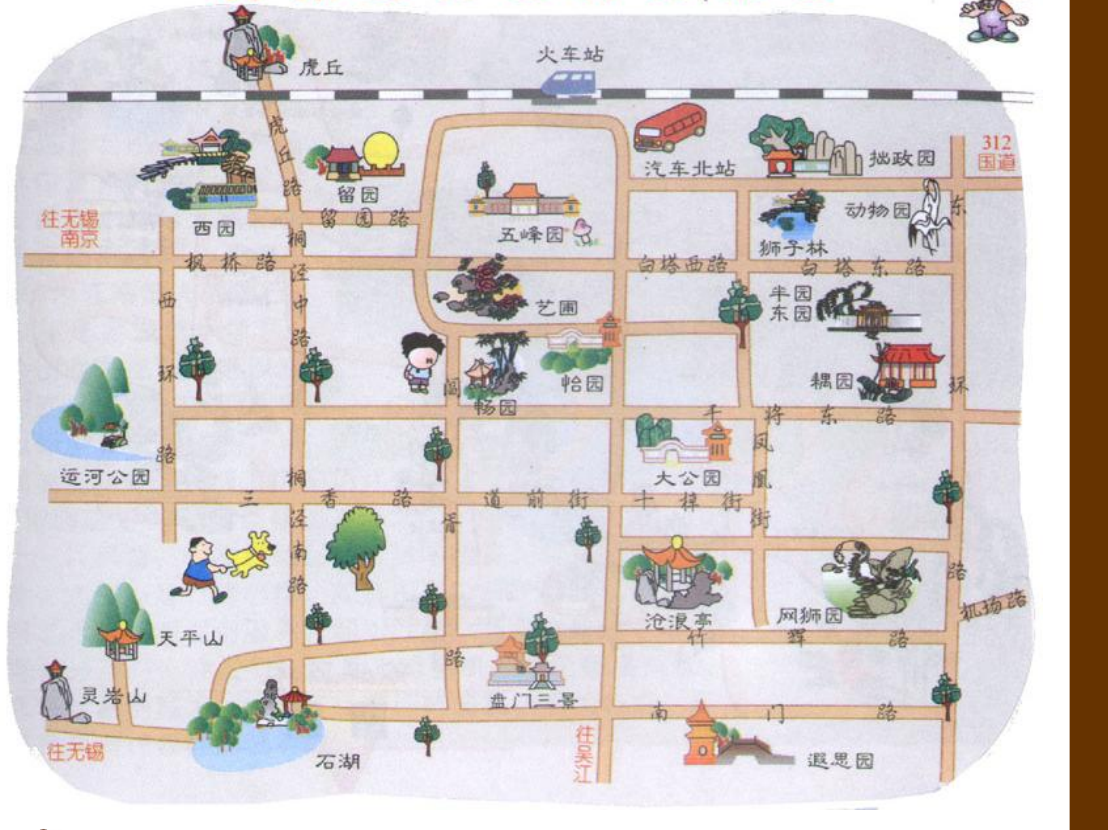 火车站
虎丘
312
国道
汽车北站
拙政园
虎丘路
留园
动物园
西园
留园路
往无锡
南京
五峰园
狮子林
东环路
枫桥路
桐泾中路
白塔西路
白塔东路
半园
东园
西环路
艺圃
怡园
耦园
畅园
干将东路
凤凰街
运河公园
大公园
桐泾南路
三香路
道前街
十梓街
阊胥路
机场路
沧浪亭
网狮园
天平山
竹辉路
灵岩山
盘门三景
南门路
往无锡
石湖
往吴江
遐思园